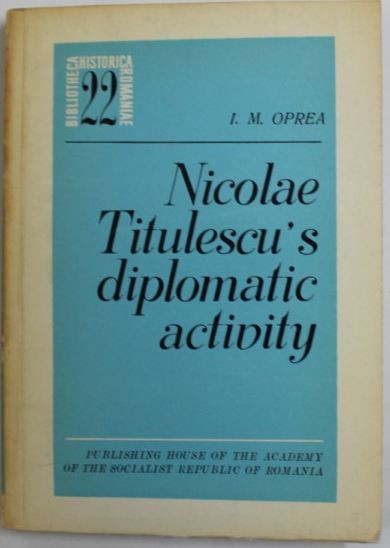 BIBLIOTHECA
HISTORICA
ROMANIAE
22
I. M. OPREA
Nicolae
Titulescu's
diplomatic
activity
PUBLISHING HOUSE OF THE ACADEMY
OF THE SOCIALIST REPUBLIC OF ROMANIA